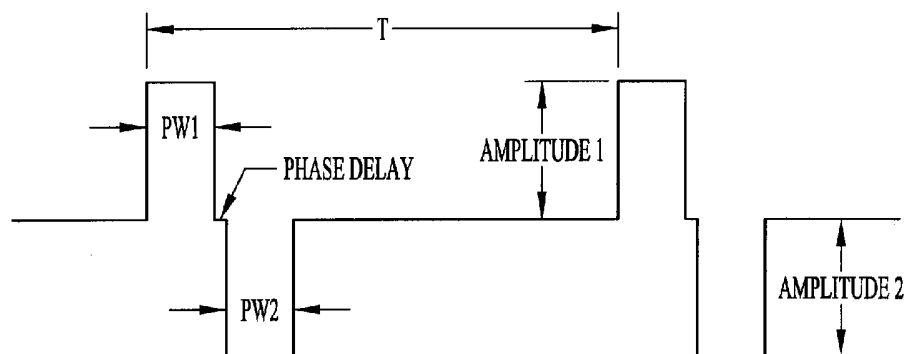 T
PW1
AMPLITUDE 1
PHASE DELAY
PW2
AMPLITUDE 2